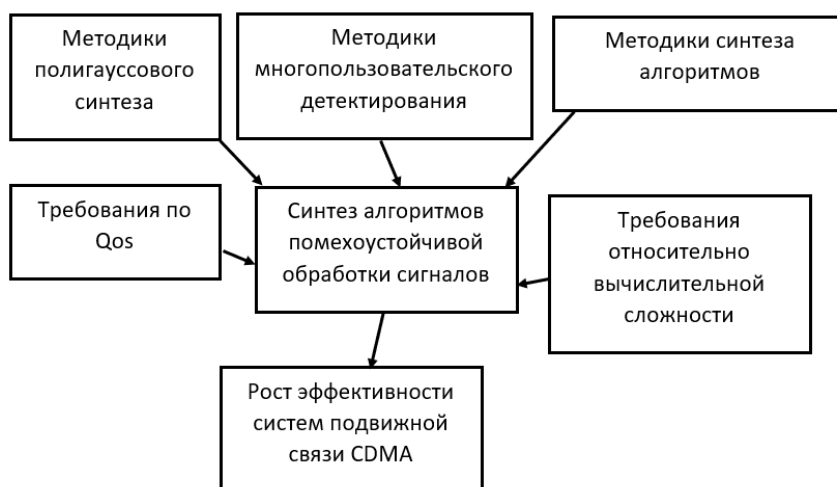 Методики
полигауссового
синтеза
Методики
многопользовательского
детектирования
Методики синтеза
алгоритмов
Требования по
Qos
Синтез алгоритмов
помехоустойчивой
обработки сигналов
Требования
относительно
вычислительной
сложности
Рост эффективности
систем подвижной
связи CDMA